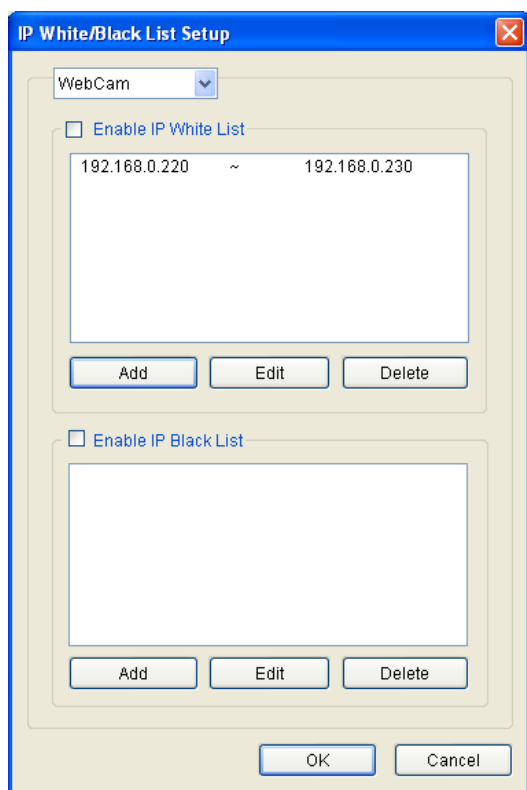 IP White/Black List Setup
WebCam
Enable IP White List
192.168.0.220 ~ 192.168.0.230
Add Edit Delete
Enable IP Black List
Add Edit Delete
OK Cancel